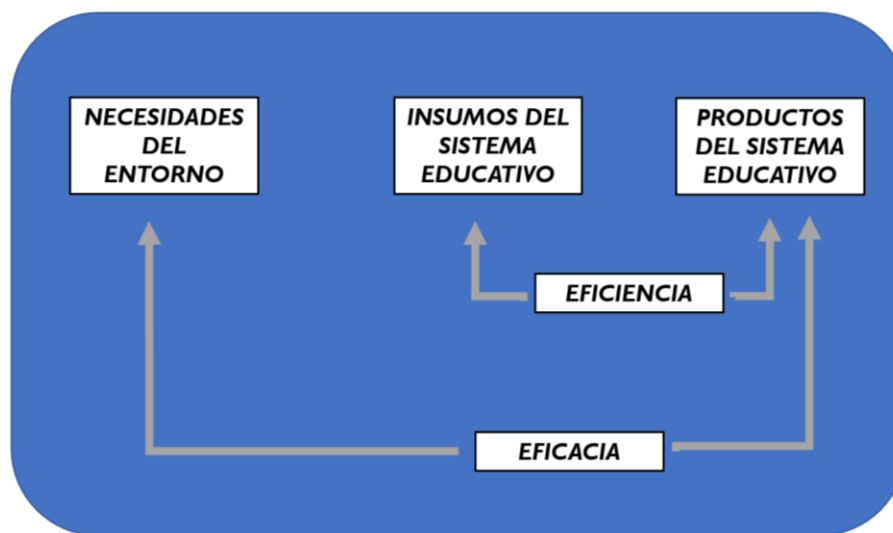 NECESIDADES
DEL
ENTORNO
INSUMOS DEL
SISTEMA
EDUCATIVO
PRODUCTOS
DEL SISTEMA
EDUCATIVO
EFICIENCIA
EFICACIA